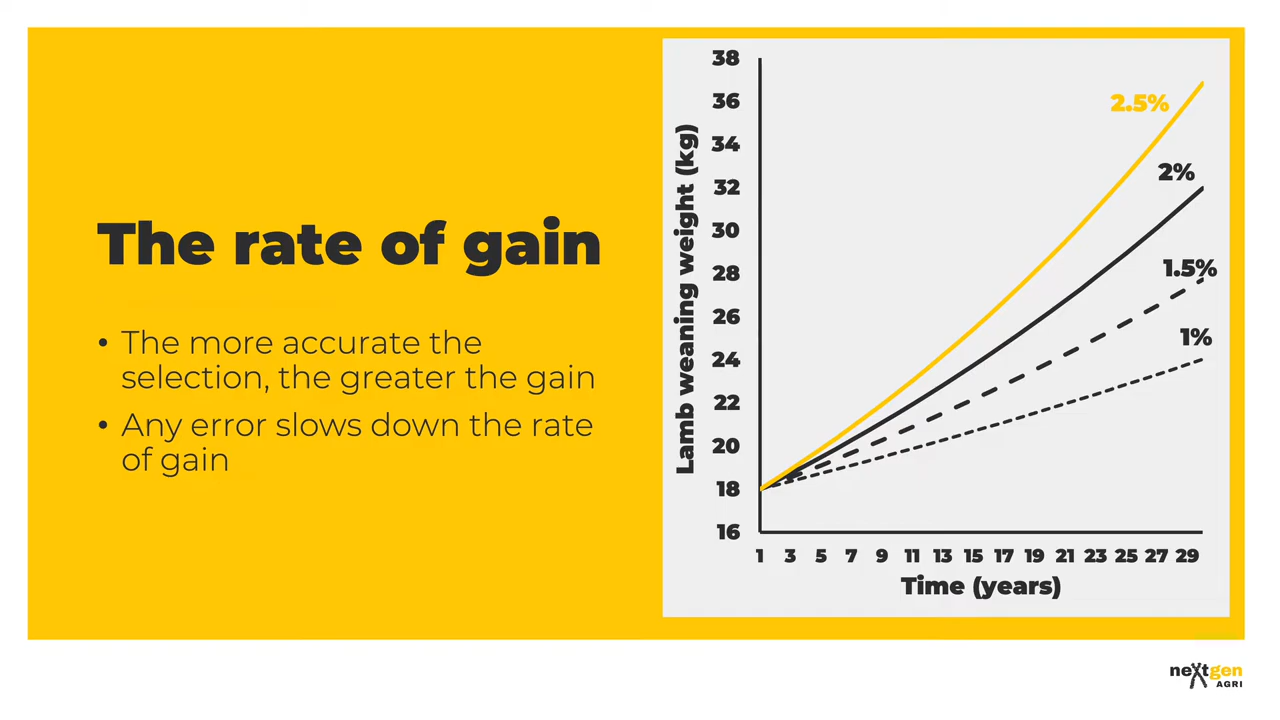 The rate of gain
• The more accurate the
selection, the greater the gain
• Any error slows down the rate
of gain
Lamb weaning weight (kg)
38
36
34
32
30
28
26
24
22
20
18
16
2.5%
2%
1.5%
1%
1 3 5 7 9 11 13 15 17 19 21 23 25 27 29
Time (years)
nextgen
AGRI